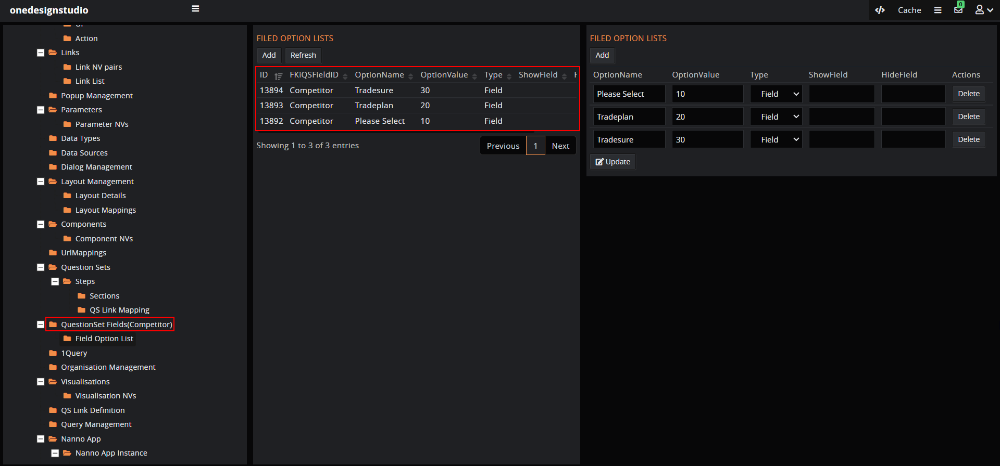 onedesignstudio
Cache
0
Action
Links
Link NV pairs
Link List
Popup Management
Parameters
Parameter NVs
Data Types
Data Sources
Dialog Management
Layout Management
Layout Details
Layout Mappings
Components
Component NVs
UrlMappings
Question Sets
Steps
Sections
QS Link Mapping
QuestionSet Fields(Competitor)
Field Option List
1Query
Organisation Management
Visualisations
Visualisation NVs
QS Link Definition
Query Management
Nanno App
Nanno App Instance
FILED OPTION LISTS
Add Refresh
ID FKiQSFieldID OptionName OptionValue Type ShowField
13894 Competitor Tradesure 30 Field
13893 Competitor Tradeplan 20 Field
13892 Competitor Please Select 10 Field
Showing 1 to 3 of 3 entries Previous 1 Next
FILED OPTION LISTS
Add
OptionName OptionValue Type ShowField HideField Actions
Please Select 10 Field Delete
Tradeplan 20 Field Delete
Tradesure 30 Field Delete
Update